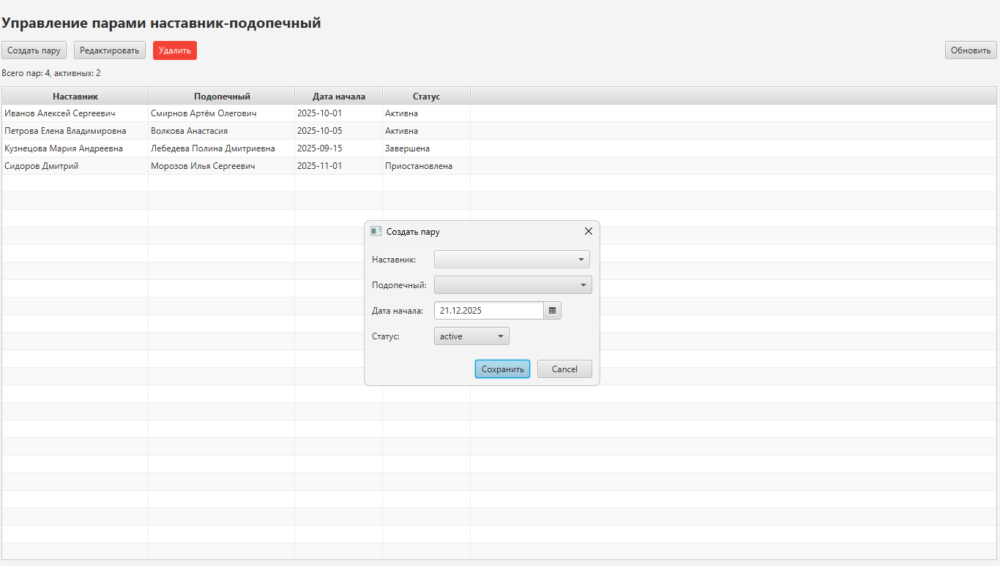 Управление парами наставник-подопечный
Создать пару Редактировать Удалить Обновить
Всего пар: 4, активных: 2
Наставник Подопечный Дата начала Статус
Иванов Алексей Сергеевич Смирнов Артём Олегович 2025-10-01 Активна
Петрова Елена Владимировна Волкова Анастасия 2025-10-05 Активна
Кузнецова Мария Андреевна Лебедева Полина Дмитриевна 2025-09-15 Завершена
Сидоров Дмитрий Морозов Илья Сергеевич 2025-11-01 Приостановлена
Создать пару
Наставник:
Подопечный:
Дата начала: 21.12.2025
Статус: active
Сохранить Cancel